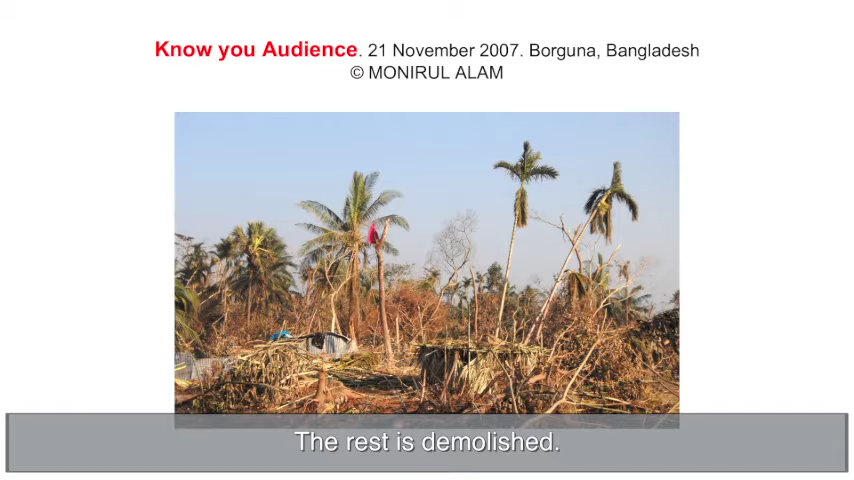 Know you Audience. 21 November 2007. Borguna, Bangladesh
© MONIRUL ALAM
The rest is demolished.